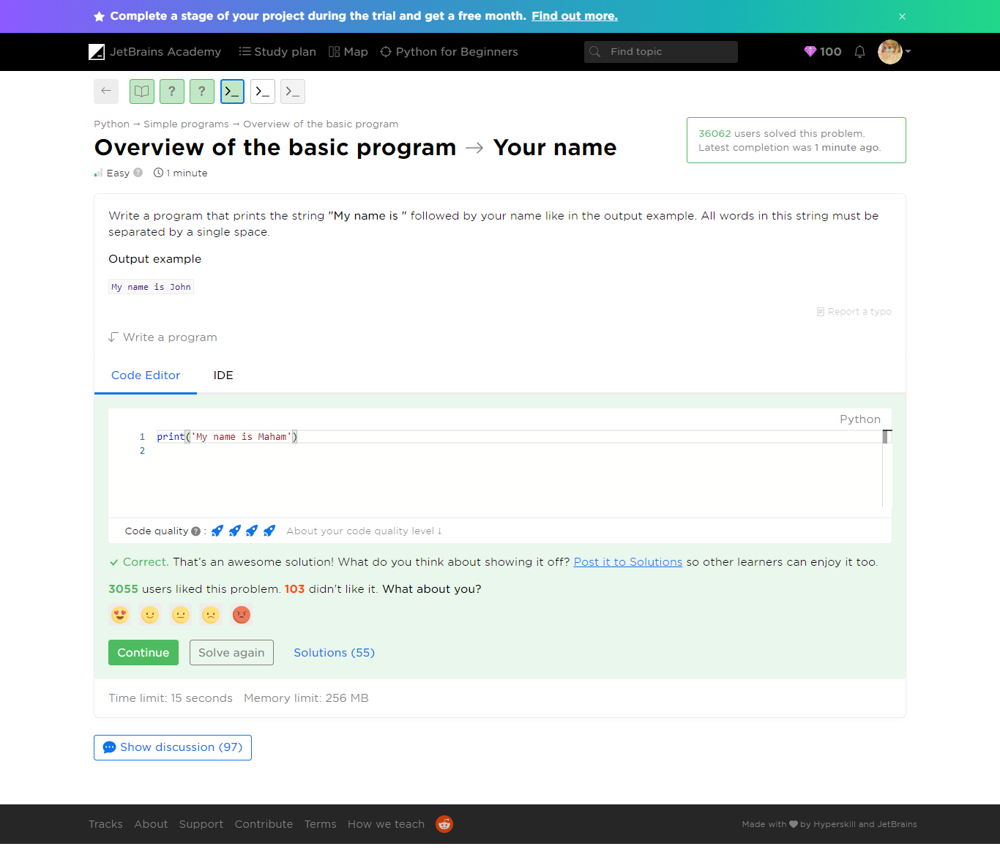 Complete a stage of your project during the trial and get a free month. Find out more.
JetBrains Academy Study plan Map Python for Beginners Find topic 100
? ?
Python → Simple programs → Overview of the basic program
Overview of the basic program → Your name
36062 users solved this problem.
Latest completion was 1 minute ago.
Easy ? 1 minute
Write a program that prints the string "My name is " followed by your name like in the output example. All words in this string must be
separated by a single space.
Output example
My name is John
Report a typo
Write a program
Code Editor IDE
Python
1 print('My name is Maham')
2
Code quality ? : About your code quality level ↓
Correct. That's an awesome solution! What do you think about showing it off? Post it to Solutions so other learners can enjoy it too.
3055 users liked this problem. 103 didn't like it. What about you?
Continue Solve again Solutions (55)
Time limit: 15 seconds Memory limit: 256 MB
Show discussion (97)
Tracks About Support Contribute Terms How we teach
Made with ♥ by Hyperskill and JetBrains